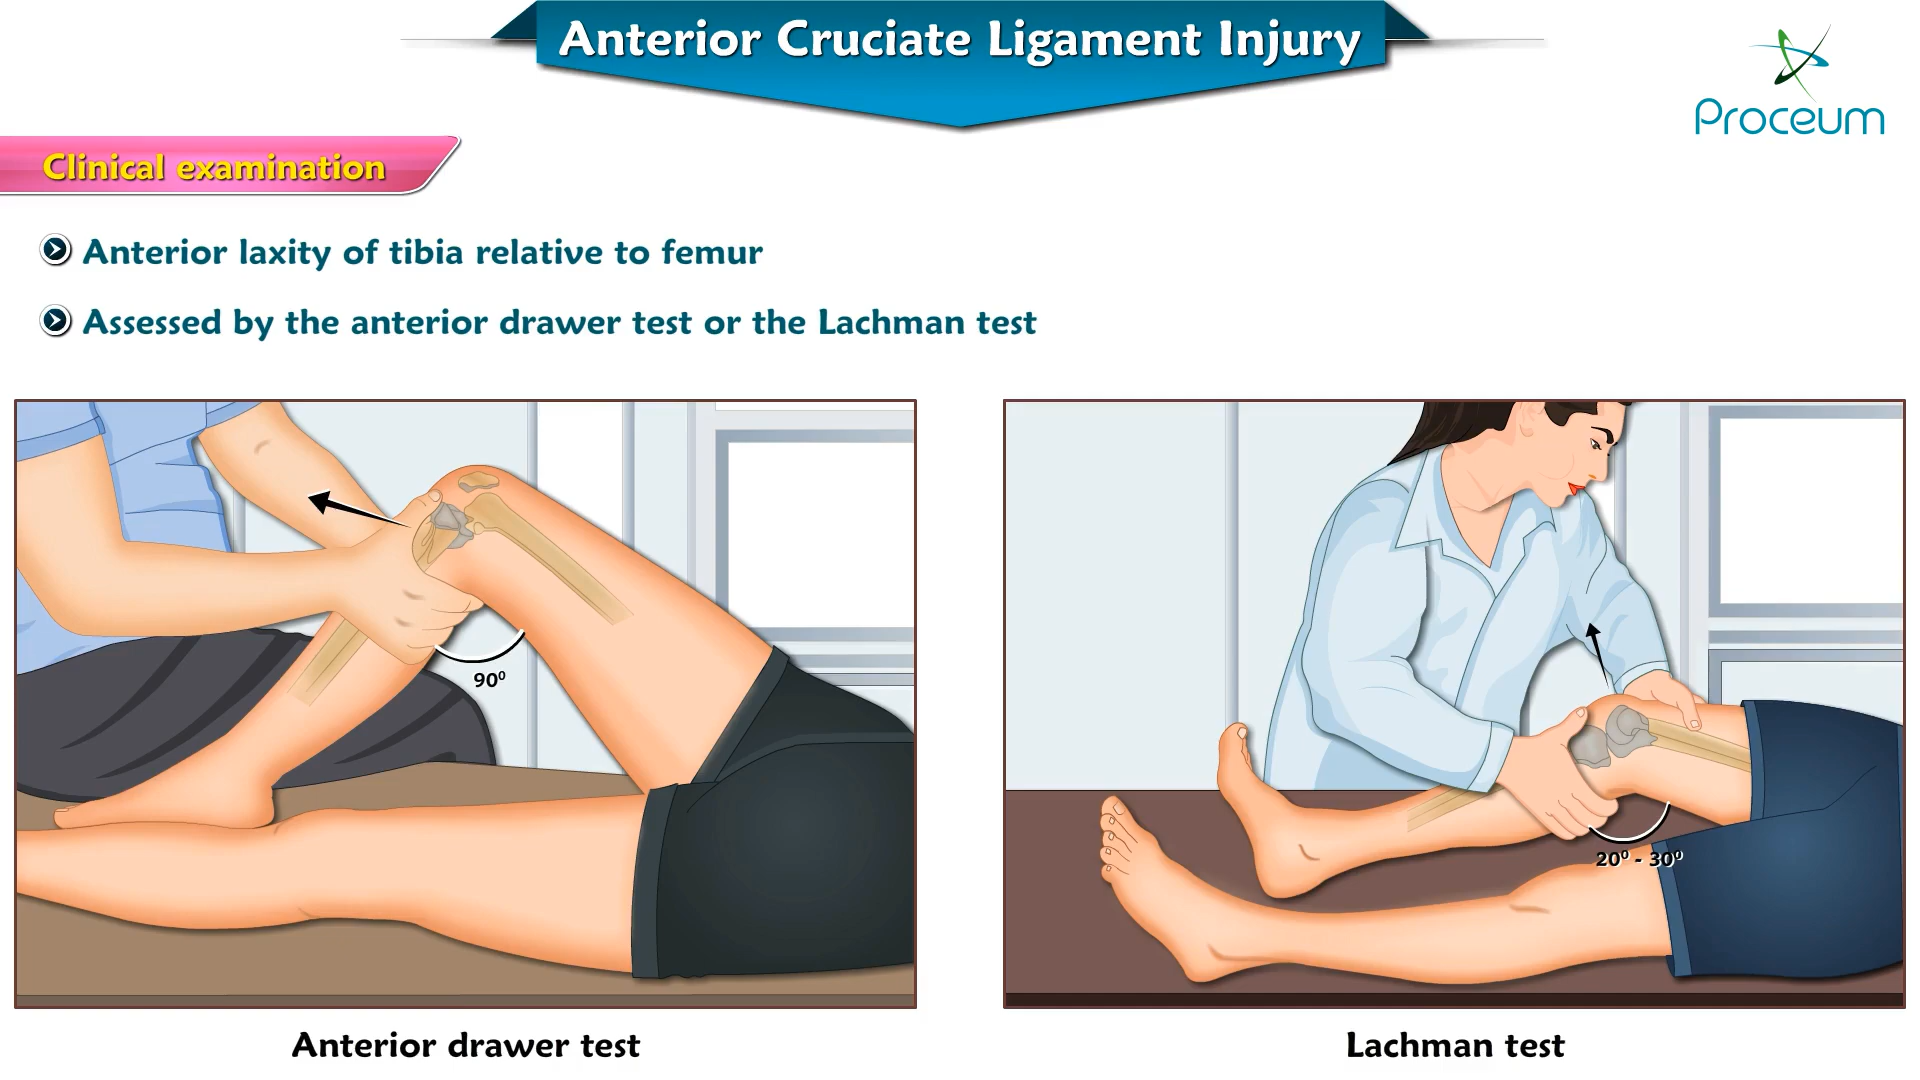 Anterior Cruciate Ligament Injury
Proceum
Clinical examination
Anterior laxity of tibia relative to femur
Assessed by the anterior drawer test or the Lachman test
90⁰
20⁰ - 30⁰
Anterior drawer test
Lachman test